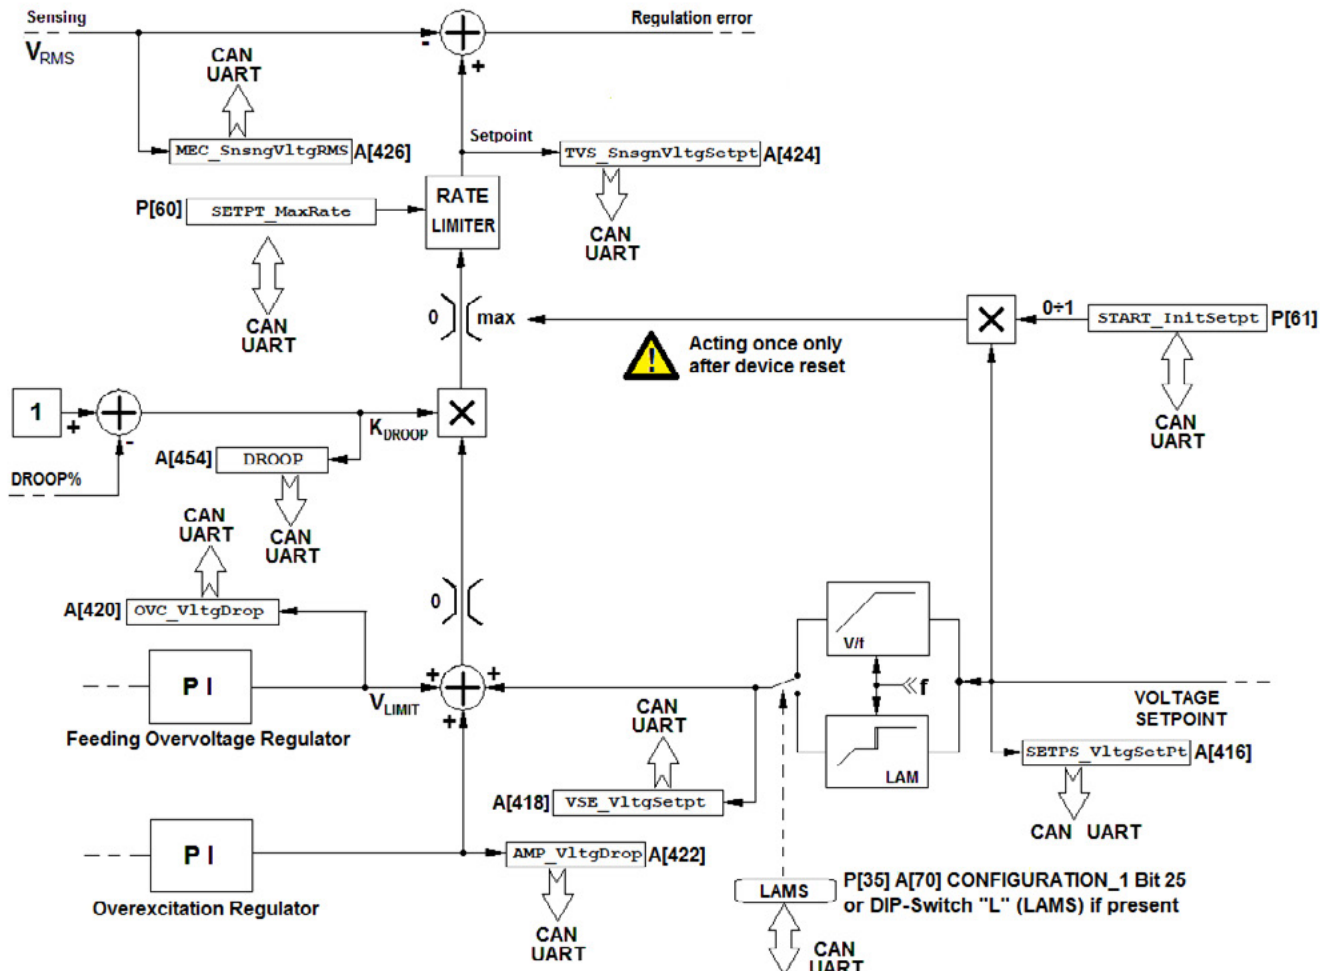 Sensing
V RMS
Regulation error
-
+
CAN
UART
MEC_SnsngVltgRMS A[426]
Setpoint
TVS_SnsgnVltgSetpt A[424]
CAN
UART
P[60] SETPT_MaxRate
RATE
LIMITER
CAN
UART
0
max
0÷1
START_InitSetpt P[61]
!
Acting once only
after device reset
CAN
UART
1
+
-
K DROOP
DROOP%
A[454] DROOP
CAN
UART
CAN
UART
A[420] OVC_VltgDrop
0
V/f
f
LAM
P I
V LIMIT
+
+
+
Feeding Overvoltage Regulator
VOLTAGE
SETPOINT
CAN
UART
SETPS_VltgSetPt A[416]
A[418] VSE_VltgSetpt
CAN UART
P I
AMP_VltgDrop A[422]
Overexcitation Regulator
CAN
UART
LAMS
P[35] A[70] CONFIGURATION_1 Bit 25
or DIP-Switch "L" (LAMS) if present
CAN
UART